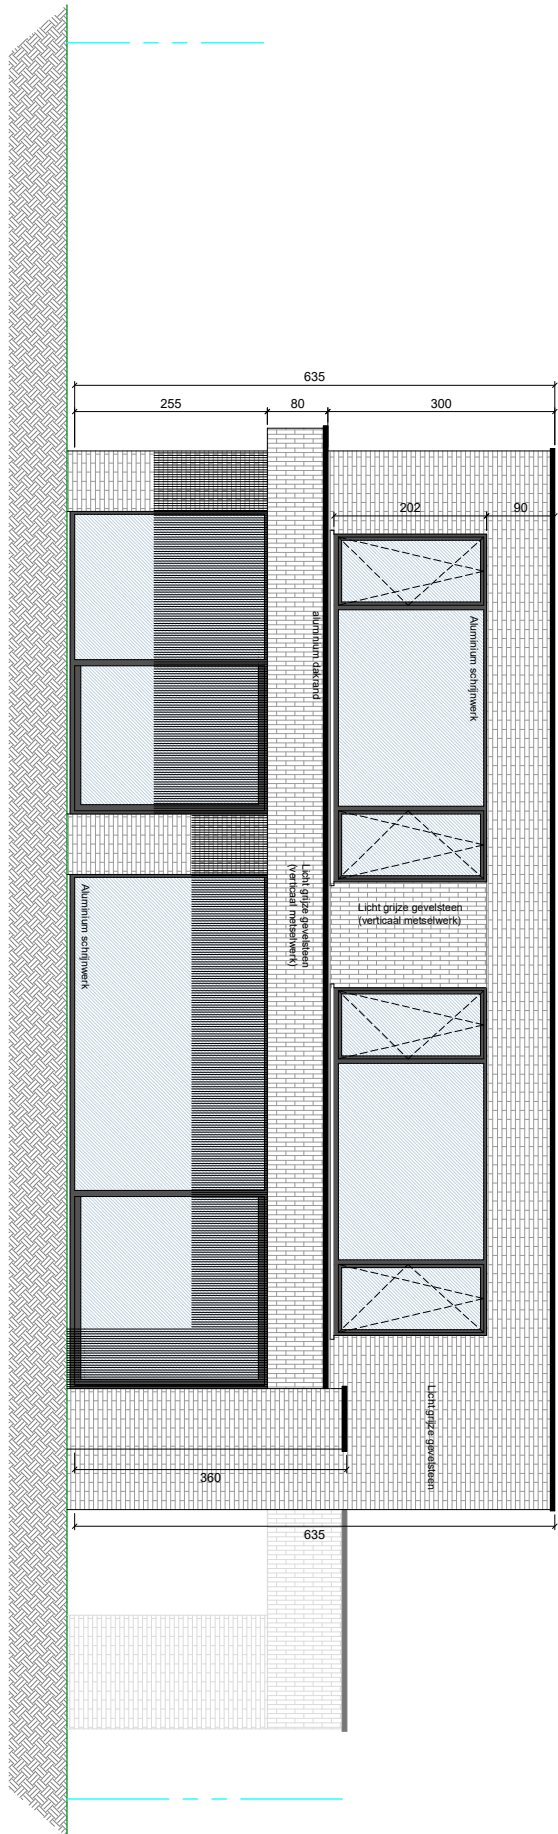 635
255
80
300
202
90
aluminium dakrand
Aluminium schrijnwerk
Licht grijze gevelsteen
(verticaal metselwerk)
Licht grijze gevelsteen
(verticaal metselwerk)
Aluminium schrijnwerk
Licht grijze gevelsteen
360
635